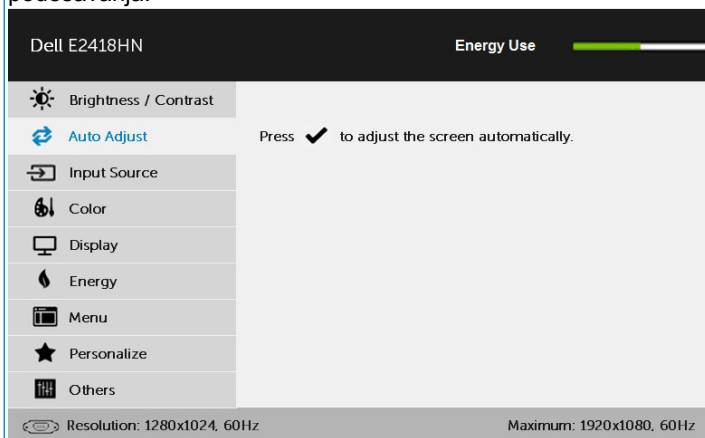 Dell E2418HN Energy Use
Brightness / Contrast
Auto Adjust Press ✔ to adjust the screen automatically.
Input Source
Color
Display
Energy
Menu
Personalize
Others
Resolution: 1280x1024, 60Hz Maximum: 1920x1080, 60Hz